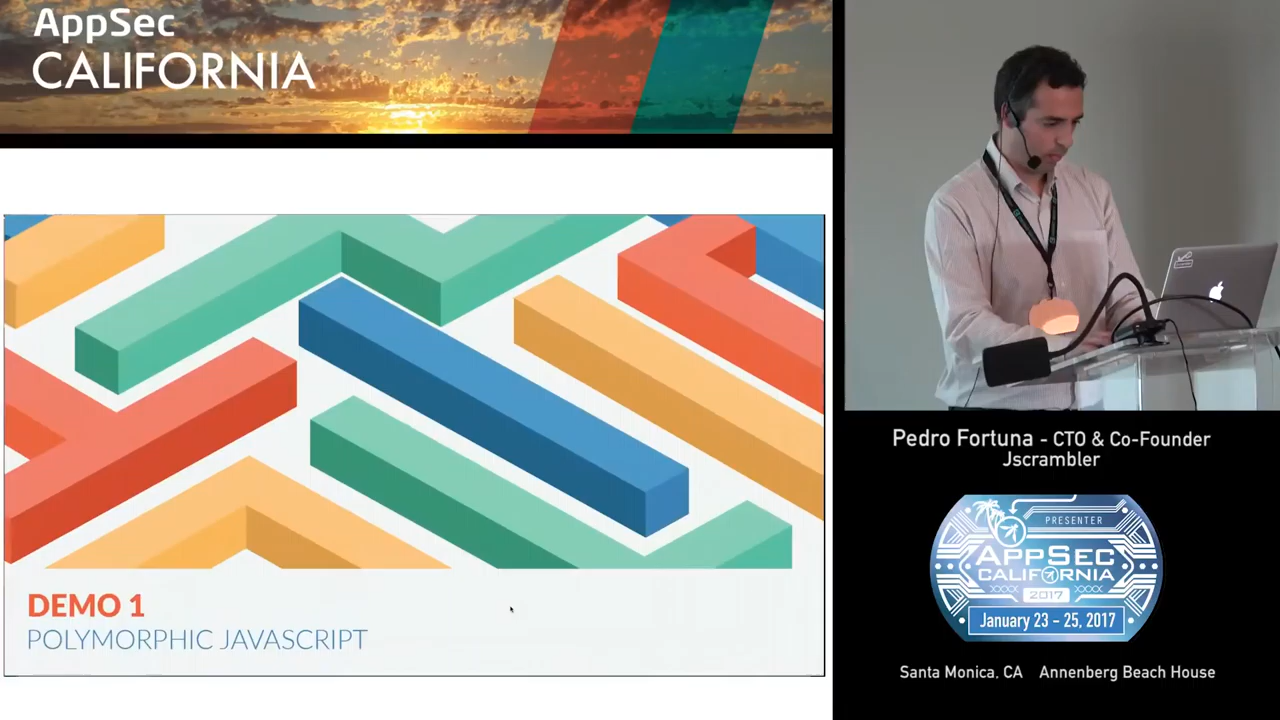 AppSec
CALIFORNIA
DEMO 1
POLYMORPHIC JAVASCRIPT
Pedro Fortuna - CTO & Co-Founder
Jscrambler
PRESENTER
APPSEC
CALIFORNIA
2017
January 23 - 25, 2017
Santa Monica, CA Annenberg Beach House